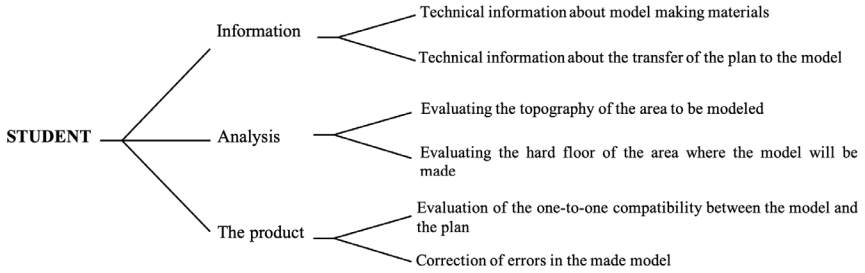 STUDENT
Information
Technical information about model making materials
Technical information about the transfer of the plan to the model
Analysis
Evaluating the topography of the area to be modeled
Evaluating the hard floor of the area where the model will be
made
The product
Evaluation of the one-to-one compatibility between the model and
the plan
Correction of errors in the made model